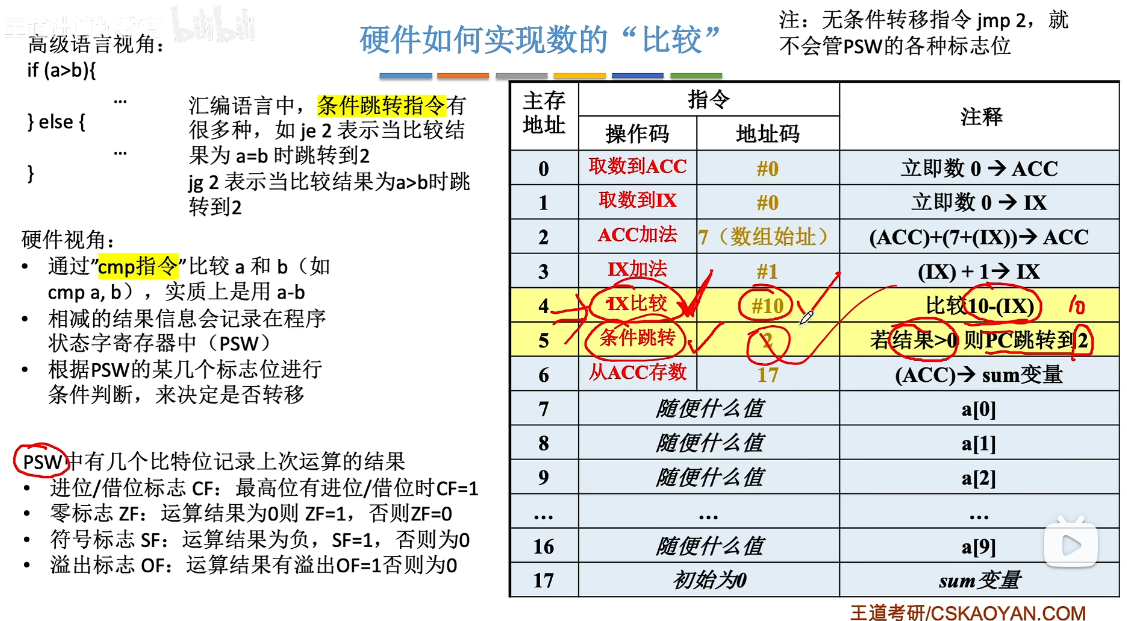 bilibili
硬件如何实现数的“比较”
注：无条件转移指令 jmp 2，就
不会管PSW的各种标志位
高级语言视角：
if (a>b){
...
} else {
...
}
汇编语言中，条件跳转指令有
很多种，如 je 2 表示当比较结
果为 a=b 时跳转到2
jg 2 表示当比较结果为a>b时跳
转到2
硬件视角：
• 通过”cmp指令”比较 a 和 b（如
cmp a, b），实质上是用 a-b
• 相减的结果信息会记录在程序
状态字寄存器中（PSW）
• 根据PSW的某几个标志位进行
条件判断，来决定是否转移
PSW中有几个比特位记录上次运算的结果
• 进位/借位标志 CF：最高位有进位/借位时CF=1
• 零标志 ZF：运算结果为0则 ZF=1，否则ZF=0
• 符号标志 SF：运算结果为负，SF=1，否则为0
• 溢出标志 OF：运算结果有溢出OF=1否则为0
主存地址 指令 注释
操作码 地址码
0 取数到ACC #0 立即数 0 → ACC
1 取数到IX #0 立即数 0 → IX
2 ACC加法 7（数组始址） (ACC)+(7+(IX))→ ACC
3 IX加法 #1 (IX) + 1→ IX
4 IX比较 #10 比较10-(IX) 10
5 条件跳转 2 若结果>0 则PC跳转到2
6 从ACC存数 17 (ACC)→ sum变量
7 随便什么值 a[0]
8 随便什么值 a[1]
9 随便什么值 a[2]
... ... ...
16 随便什么值 a[9]
17 初始为0 sum变量
王道考研/CSKAOYAN.COM